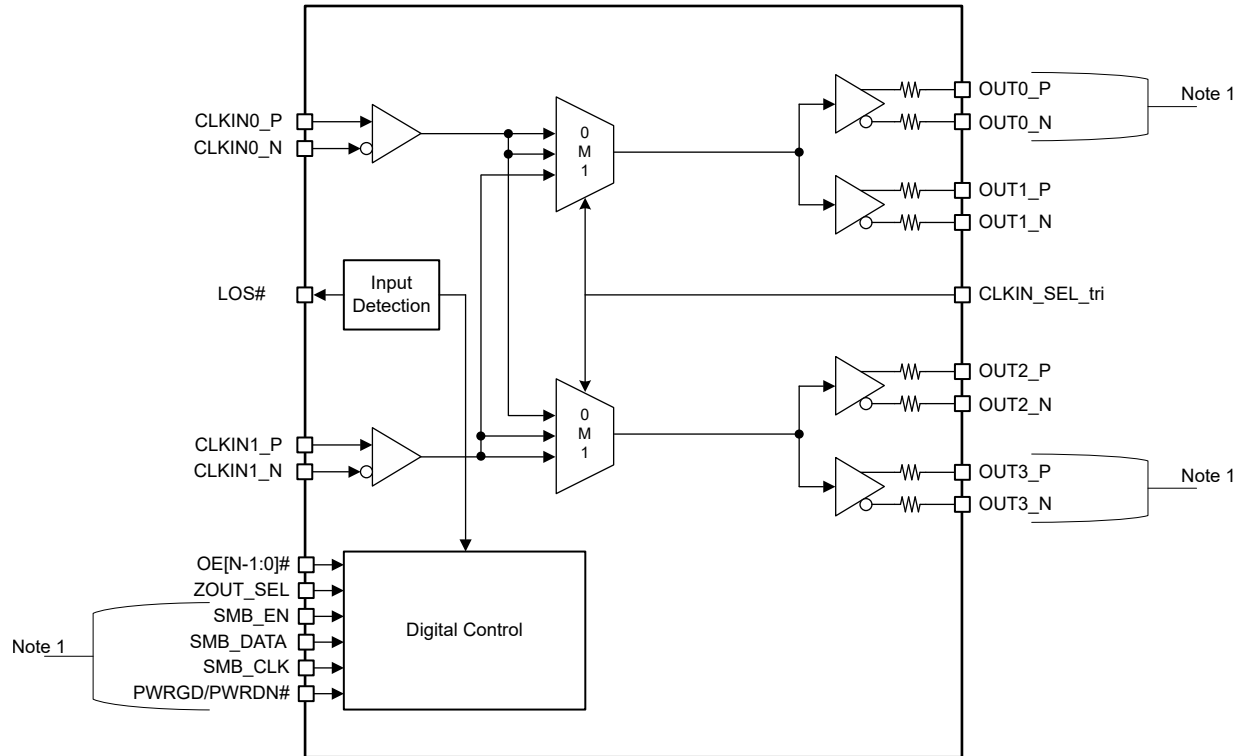 CLKIN0_P
CLKIN0_N
0
M
1
OUT0_P
OUT0_N
Note 1
OUT1_P
OUT1_N
LOS#
Input
Detection
CLKIN_SEL_tri
CLKIN1_P
CLKIN1_N
0
M
1
OUT2_P
OUT2_N
OUT3_P
OUT3_N
Note 1
OE[N-1:0]#
ZOUT_SEL
SMB_EN
SMB_DATA
SMB_CLK
PWRGD/PWRDN#
Note 1
Digital Control